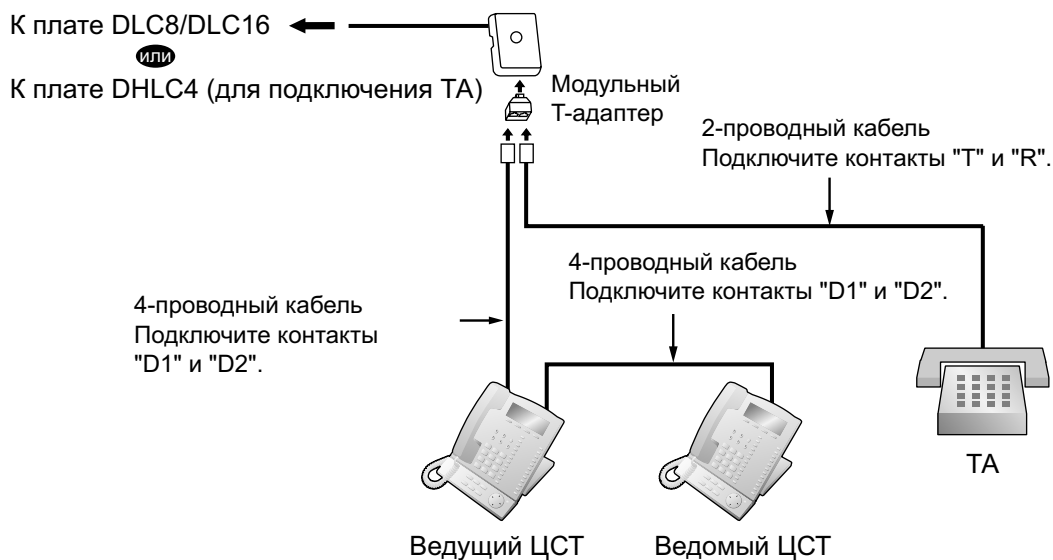 К плате DLC8/DLC16
или
К плате DHLC4 (для подключения ТА)
Модульный
Т-адаптер
2-проводный кабель
Подключите контакты "T" и "R".
4-проводный кабель
Подключите контакты "D1" и "D2".
4-проводный кабель
Подключите контакты
"D1" и "D2".
ТА
Ведущий ЦСТ
Ведомый ЦСТ